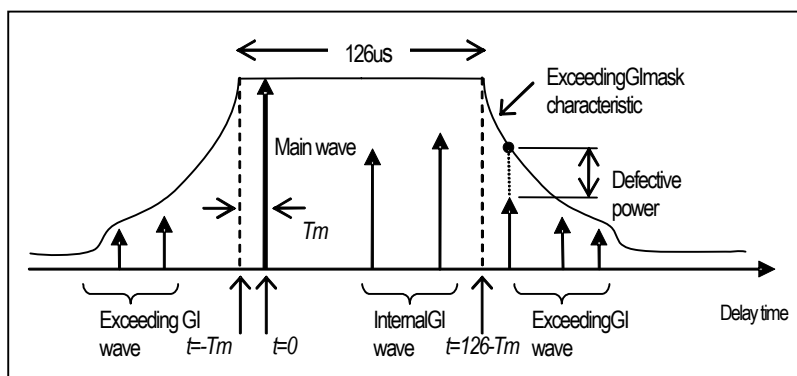 126us
ExceedingGImask
characteristic
Main wave
Defective
power
Tm
Exceeding GI
wave
t=-Tm
t=0
InternalGI
wave
t=126-Tm
ExceedingGI
wave
Delay time